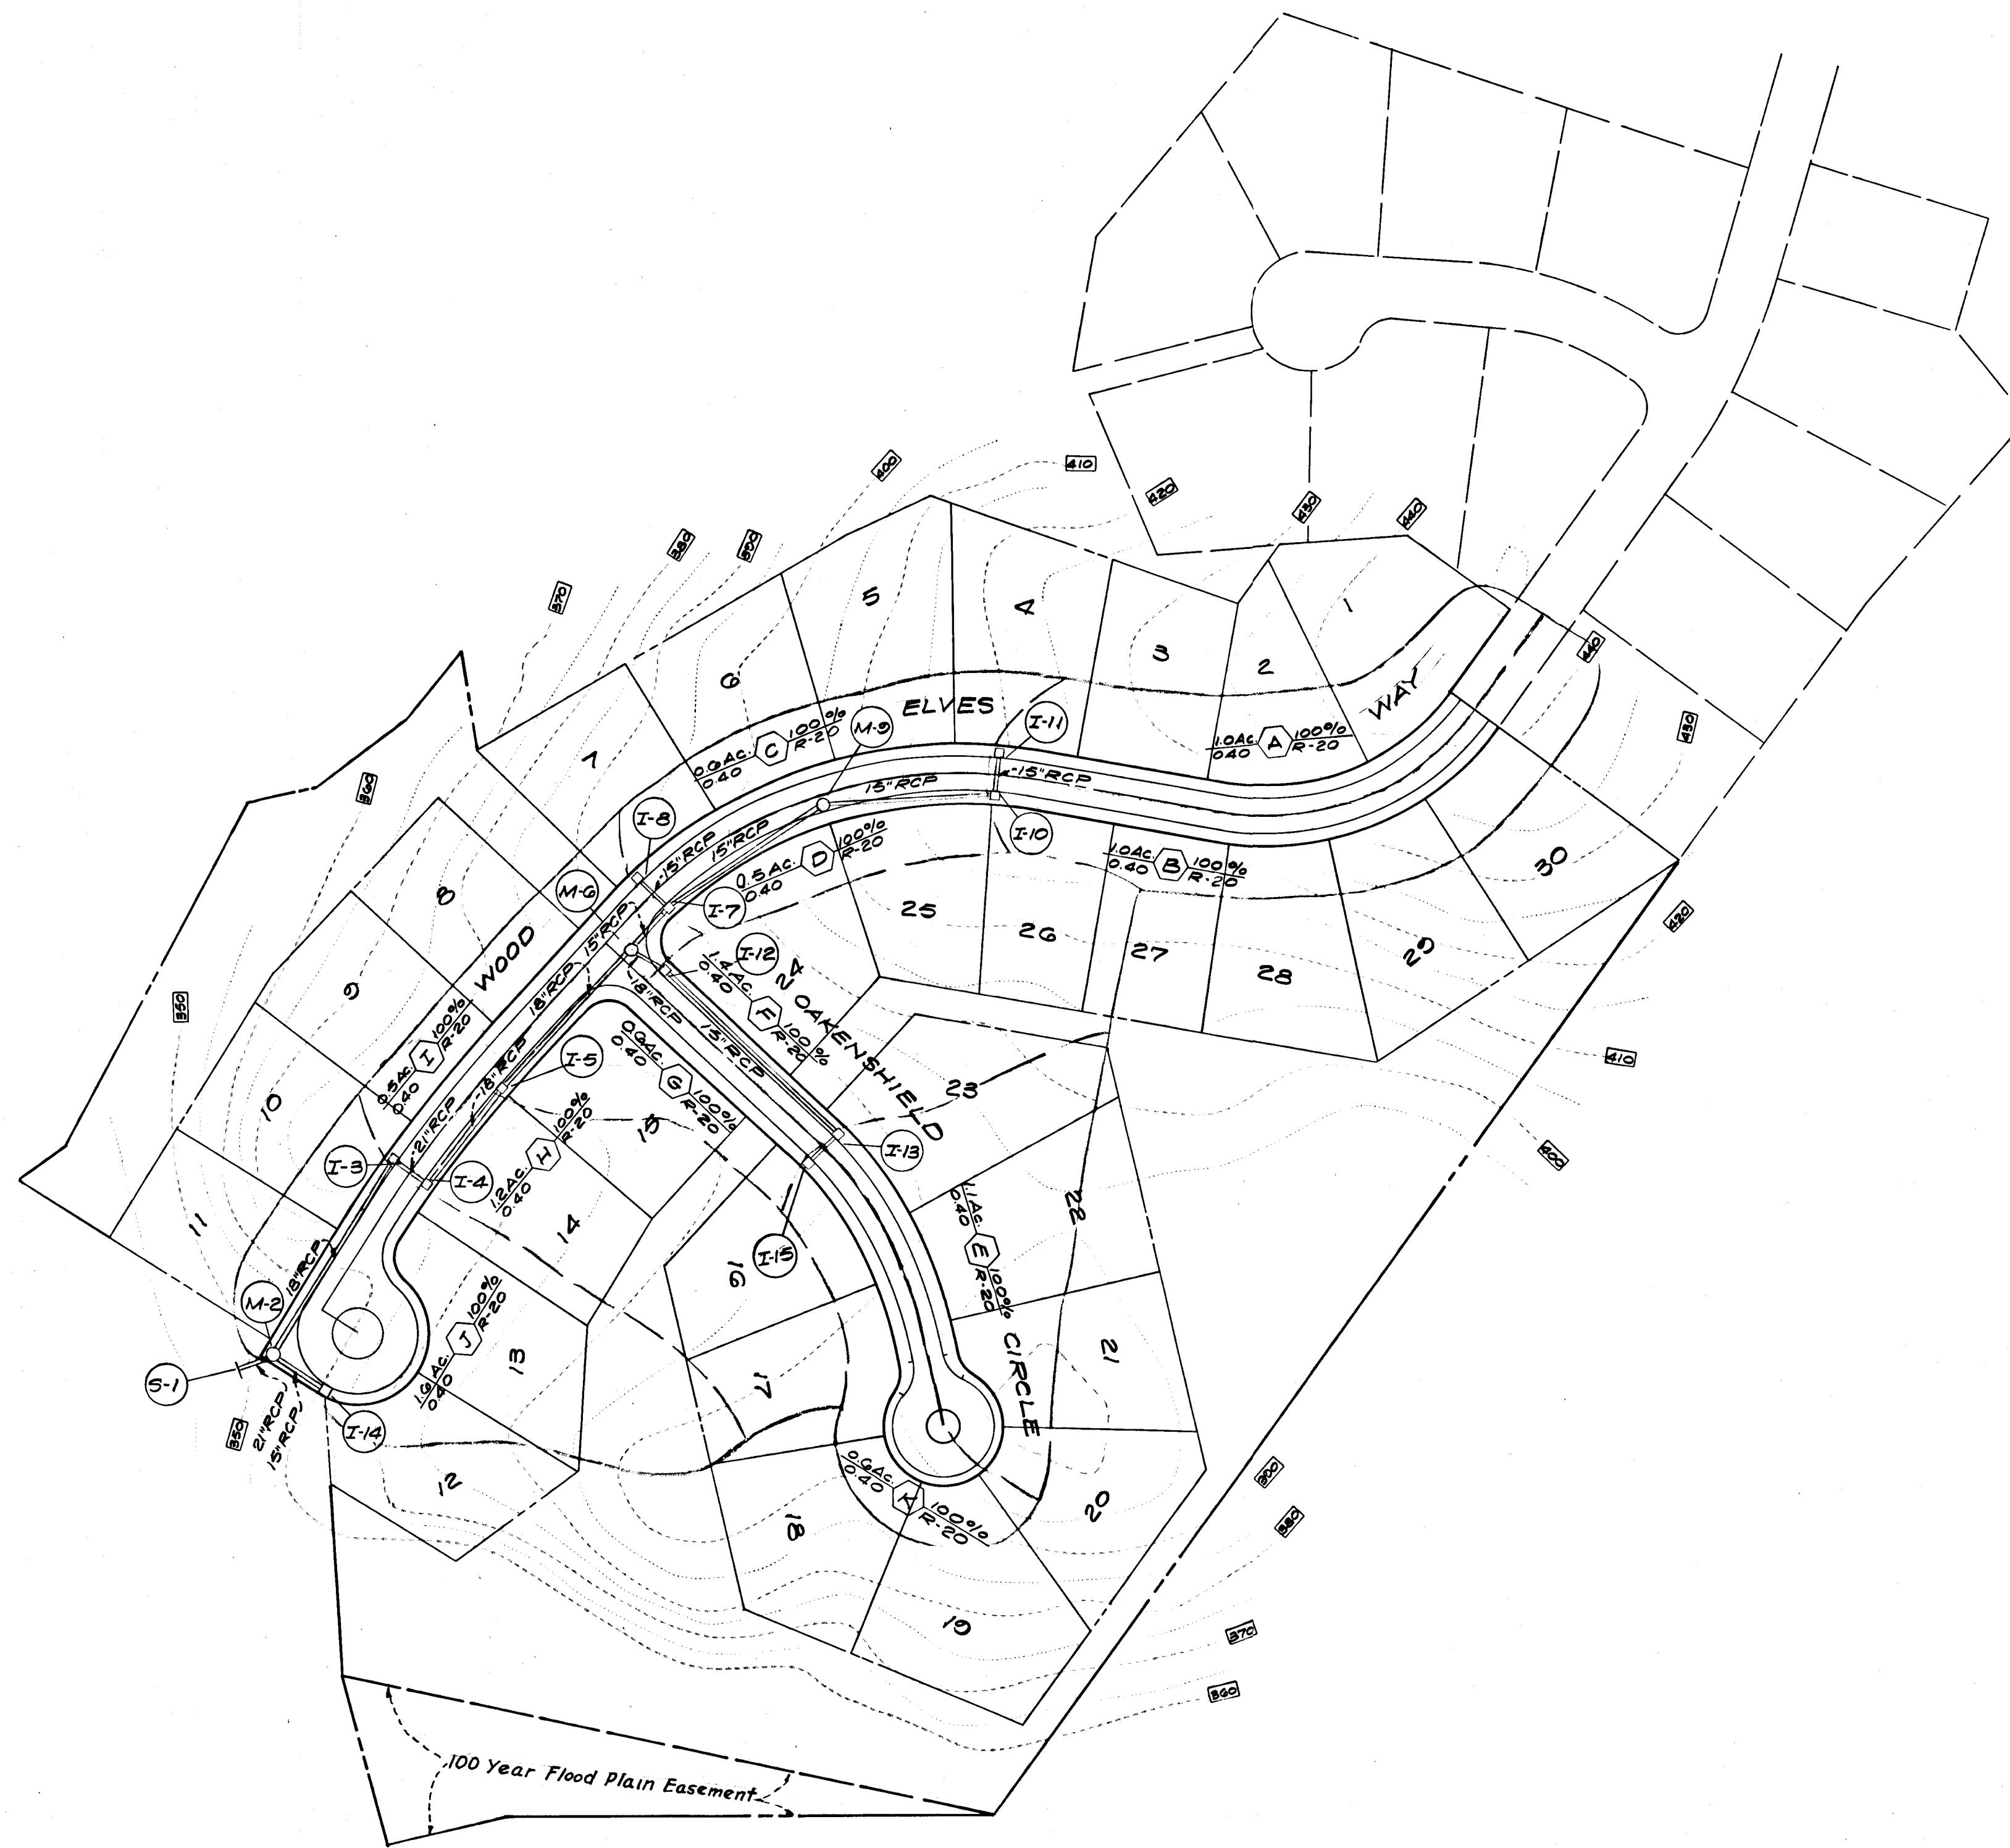 400
410
420
430
440
380
390
370
5
4
3
2
1
440
6
7
ELVES
WAY
430
M-9
I-11
0.6 AC.
0.40
C
100%
R-20
1.0 AC.
0.40
A
100%
R-20
360
15" RCP
15" RCP
I-8
I-10
15" RCP
15" RCP
0.5 AC.
0.40
D
100%
R-20
1.0 AC.
0.40
B
100%
R-20
30
8
M-6
I-7
25
26
27
28
29
420
WOOD
15" RCP
I-12
24
9
350
18" RCP
18" RCP
1.4 AC.
0.40
F
100%
R-20
OAKENSHIELD
410
.5 AC.
0.40
I
100%
R-20
15" RCP
I-5
0.6 AC.
0.40
G
100%
R-20
23
18" RCP
10
21" RCP
15
I-13
400
I-3
I-4
1.2 AC.
0.40
H
100%
R-20
14
22
11
1.1 AC.
0.40
E
100%
R-20
I-15
16
18" RCP
M-2
1.6 AC.
0.40
J
100%
R-20
13
17
CIRCLE
21
S-1
350
21" RCP
15" RCP
I-14
12
0.6 AC.
0.40
K
100%
R-20
18
20
19
390
380
370
360
100 Year Flood Plain Easement